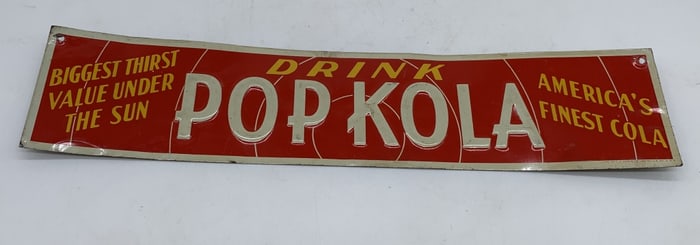 BIGGEST THIRST
VALUE UNDER
THE SUN
DRINK
POP KOLA
AMERICA'S
FINEST COLA